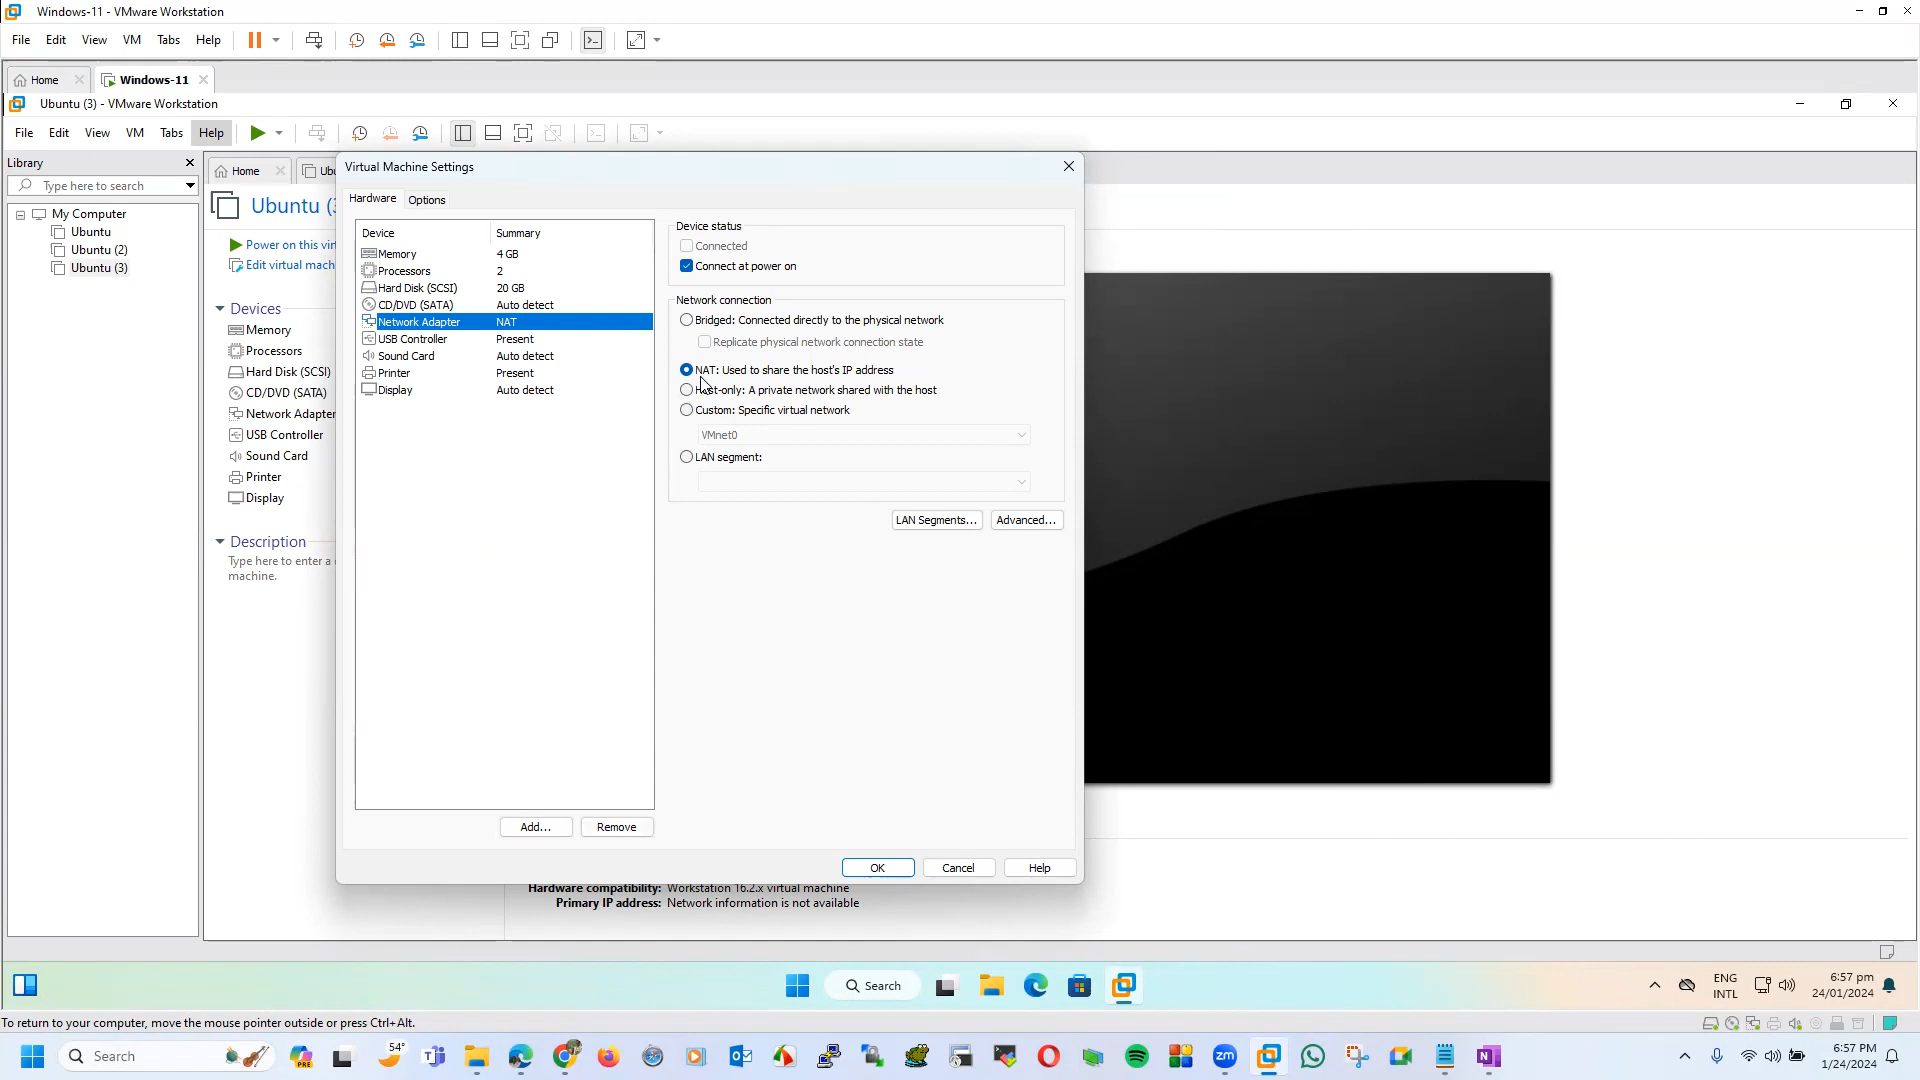 Windows-11 - VMware Workstation
File Edit View VM Tabs Help
Home Windows-11
Ubuntu (3) - VMware Workstation
File Edit View VM Tabs Help
Library
Type here to search
My Computer
Ubuntu
Ubuntu (2)
Ubuntu (3)
Home Ubu
Ubuntu (3
Power on this virt
Edit virtual mach
Devices
Memory
Processors
Hard Disk (SCSI)
CD/DVD (SATA)
Network Adapter
USB Controller
Sound Card
Printer
Display
Description
Type here to enter a
machine.
Virtual Machine Settings
Hardware Options
Device Summary
Memory 4 GB
Processors 2
Hard Disk (SCSI) 20 GB
CD/DVD (SATA) Auto detect
Network Adapter NAT
USB Controller Present
Sound Card Auto detect
Printer Present
Display Auto detect
Add... Remove
Device status
Connected
Connect at power on
Network connection
Bridged: Connected directly to the physical network
Replicate physical network connection state
NAT: Used to share the host's IP address
Host-only: A private network shared with the host
Custom: Specific virtual network
VMnet0
LAN segment:
LAN Segments... Advanced...
OK Cancel Help
Hardware compatibility: Workstation 16.2.x virtual machine
Primary IP address: Network information is not available
Search
ENG
INTL
6:57 pm
24/01/2024
To return to your computer, move the mouse pointer outside or press Ctrl+Alt.
Search
PRE
54°
zm
6:57 PM
1/24/2024